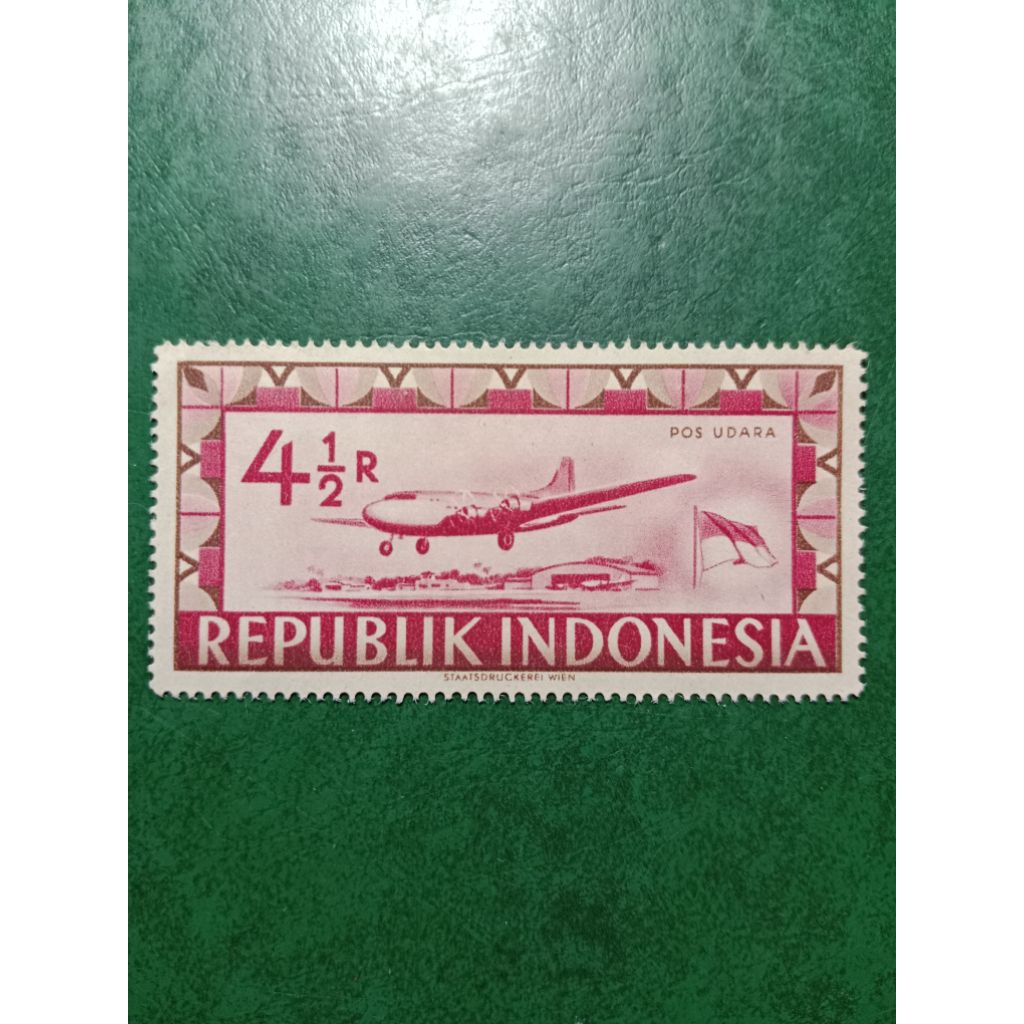 POS UDARA
4 1/2 R
REPUBLIK INDONESIA
STAATSDRUCKEREI WIEN